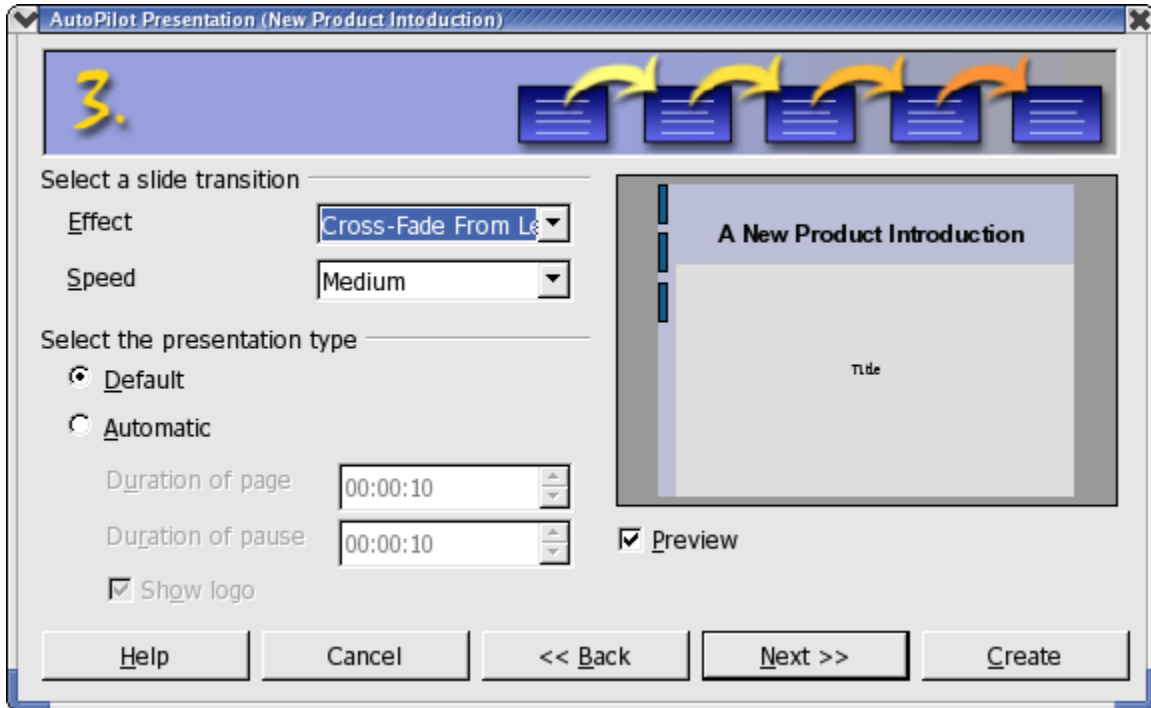 AutoPilot Presentation (New Product Intoduction)
3.
Select a slide transition
Effect
Cross-Fade From Le
Speed
Medium
Select the presentation type
Default
Automatic
Duration of page
00:00:10
Duration of pause
00:00:10
Show logo
A New Product Introduction
Title
Preview
Help
Cancel
<< Back
Next >>
Create